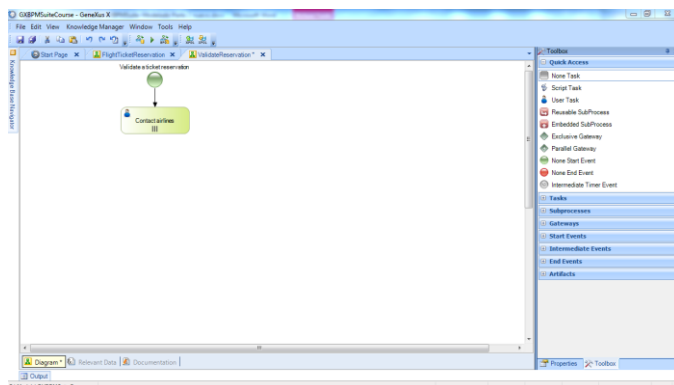 GXBPMSuiteCourse - GeneXus X
File Edit View Knowledge Manager Window Tools Help
Start Page
FlightTicketReservation
ValidateReservation *
Toolbox
Knowledge Base Navigator
Validate a ticket reservation
Contact airlines
Quick Access
None Task
Script Task
User Task
Reusable SubProcess
Embedded SubProcess
Exclusive Gateway
Parallel Gateway
None Start Event
None End Event
Intermediate Timer Event
Tasks
Subprocesses
Gateways
Start Events
Intermediate Events
End Events
Artifacts
Diagram * Relevant Data Documentation
Properties Toolbox
Output